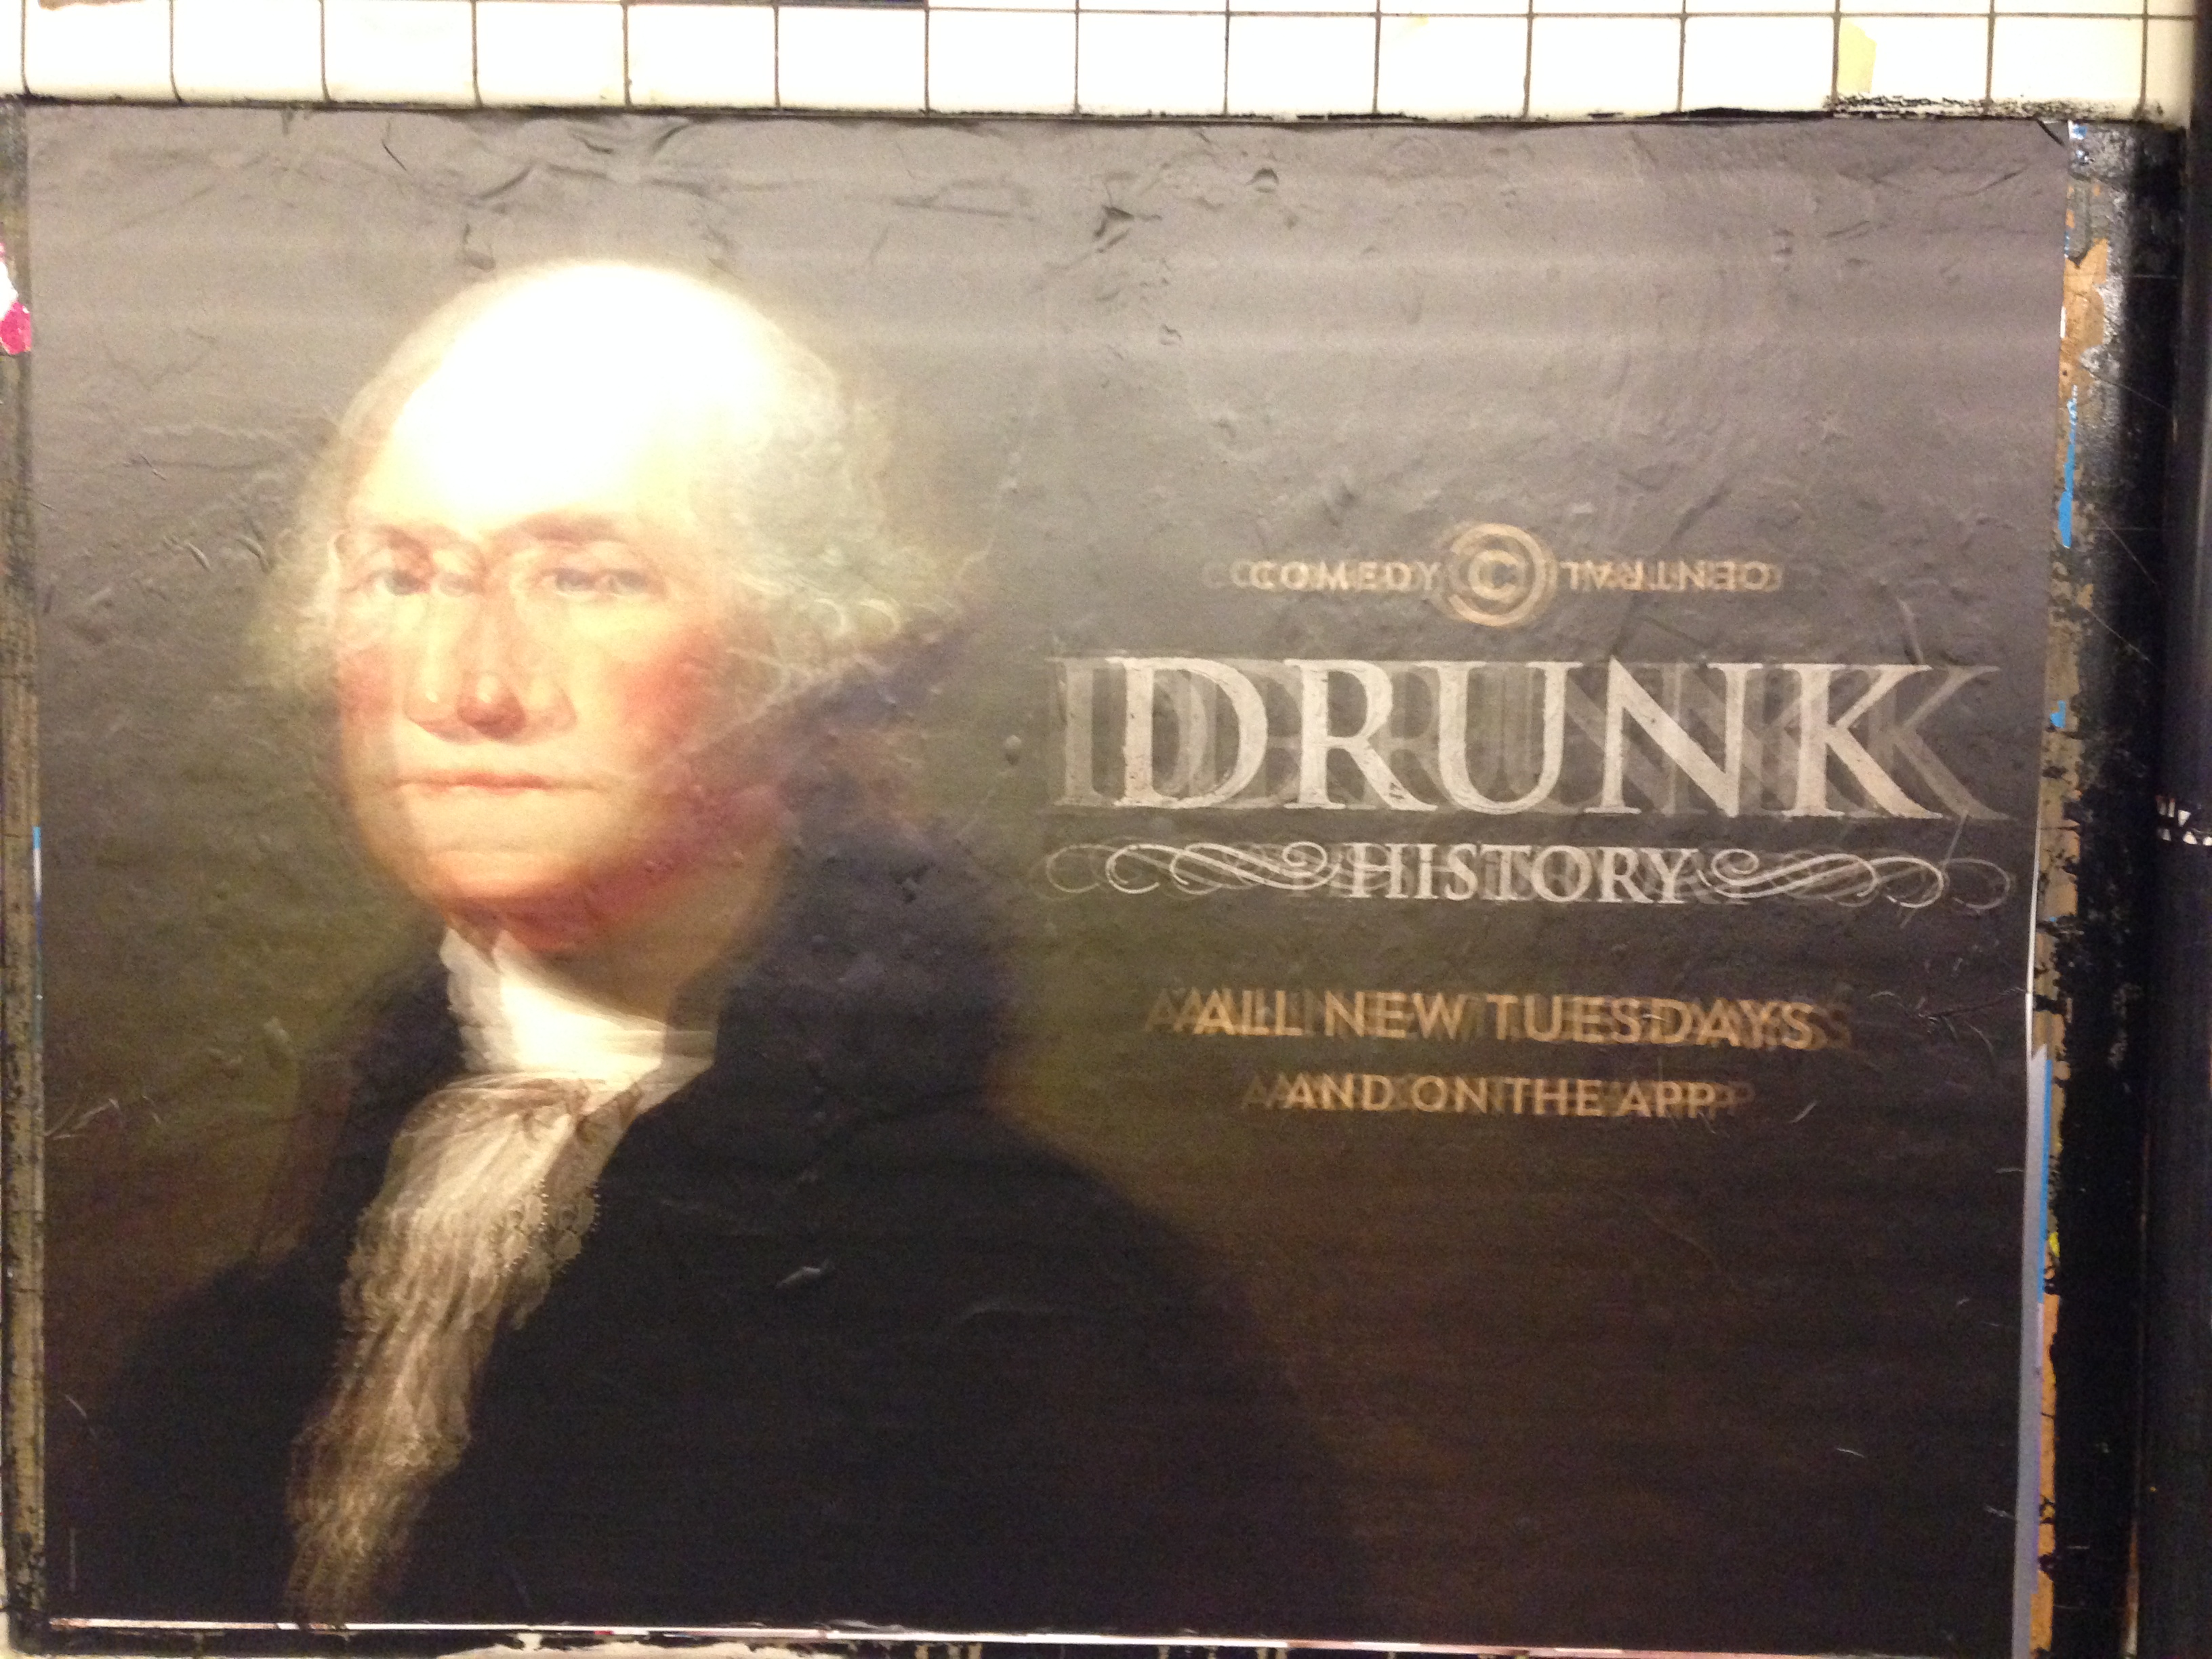 COMEDY C CENTRAL
DRUNK
HISTORY
ALL NEW TUESDAYS
AND ON THE APP